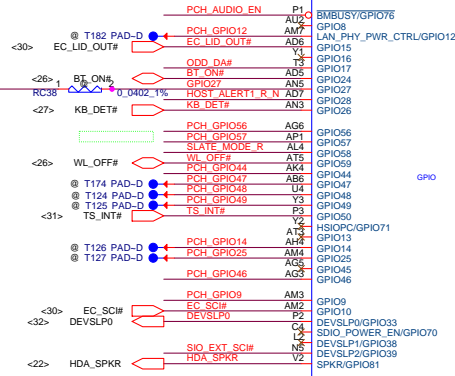 PCH_AUDIO_EN P1 BMBUSY/GPIO76
AU2 GPIO8
@ T182 PAD-D PCH_GPIO12 AM7 LAN_PHY_PWR_CTRL/GPIO12
<30> EC_LID_OUT# EC_LID_OUT# AD6 GPIO15
Y1 GPIO16
ODD_DA# T3 GPIO17
<26> BT_ON# BT_ON# AD5 GPIO24
1 2 GPIO27 AN5 GPIO27
RC38 0_0402_1% HOST_ALERT1_R_N AD7 GPIO28
<27> KB_DET# KB_DET# AN3 GPIO26
PCH_GPIO56 AG6 GPIO56
PCH_GPIO57 AP1 GPIO57
SLATE_MODE_R AL4 GPIO58
<26> WL_OFF# WL_OFF# AT5 GPIO59
PCH_GPIO44 AK4 GPIO44
@ T174 PAD-D PCH_GPIO47 AB6 GPIO47
GPIO
@ T124 PAD-D PCH_GPIO48 U4 GPIO48
@ T125 PAD-D PCH_GPIO49 Y3 GPIO49
<31> TS_INT# TS_INT# P3 GPIO50
Y2 HSIOPC/GPIO71
AT3 GPIO13
@ T126 PAD-D PCH_GPIO14 AH4 GPIO14
@ T127 PAD-D PCH_GPIO25 AM4 GPIO25
AG5 GPIO45
PCH_GPIO46 AG3 GPIO46
PCH_GPIO9 AM3 GPIO9
<30> EC_SCI# EC_SCI# AM2 GPIO10
<32> DEVSLP0 DEVSLP0 P2 DEVSLP0/GPIO33
C4 SDIO_POWER_EN/GPIO70
L2 DEVSLP1/GPIO38
SIO_EXT_SCI# N5 DEVSLP2/GPIO39
<22> HDA_SPKR HDA_SPKR V2 SPKR/GPIO81